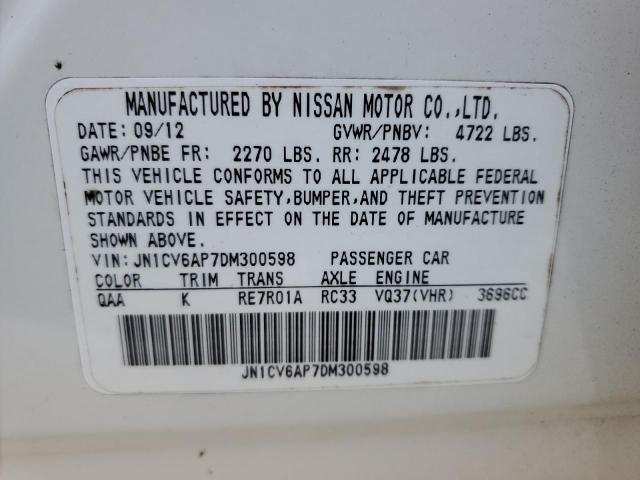 MANUFACTURED BY NISSAN MOTOR CO.,LTD.
DATE: 09/12 GVWR/PNBV: 4722 LBS.
GAWR/PNBE FR: 2270 LBS. RR: 2478 LBS.
THIS VEHICLE CONFORMS TO ALL APPLICABLE FEDERAL
MOTOR VEHICLE SAFETY,BUMPER,AND THEFT PREVENTION
STANDARDS IN EFFECT ON THE DATE OF MANUFACTURE
SHOWN ABOVE.
VIN: JN1CV6AP7DM300598 PASSENGER CAR
COLOR TRIM TRANS AXLE ENGINE
QAA K RE7R01A RC33 VQ37(VHR) 3696CC
JN1CV6AP7DM300598